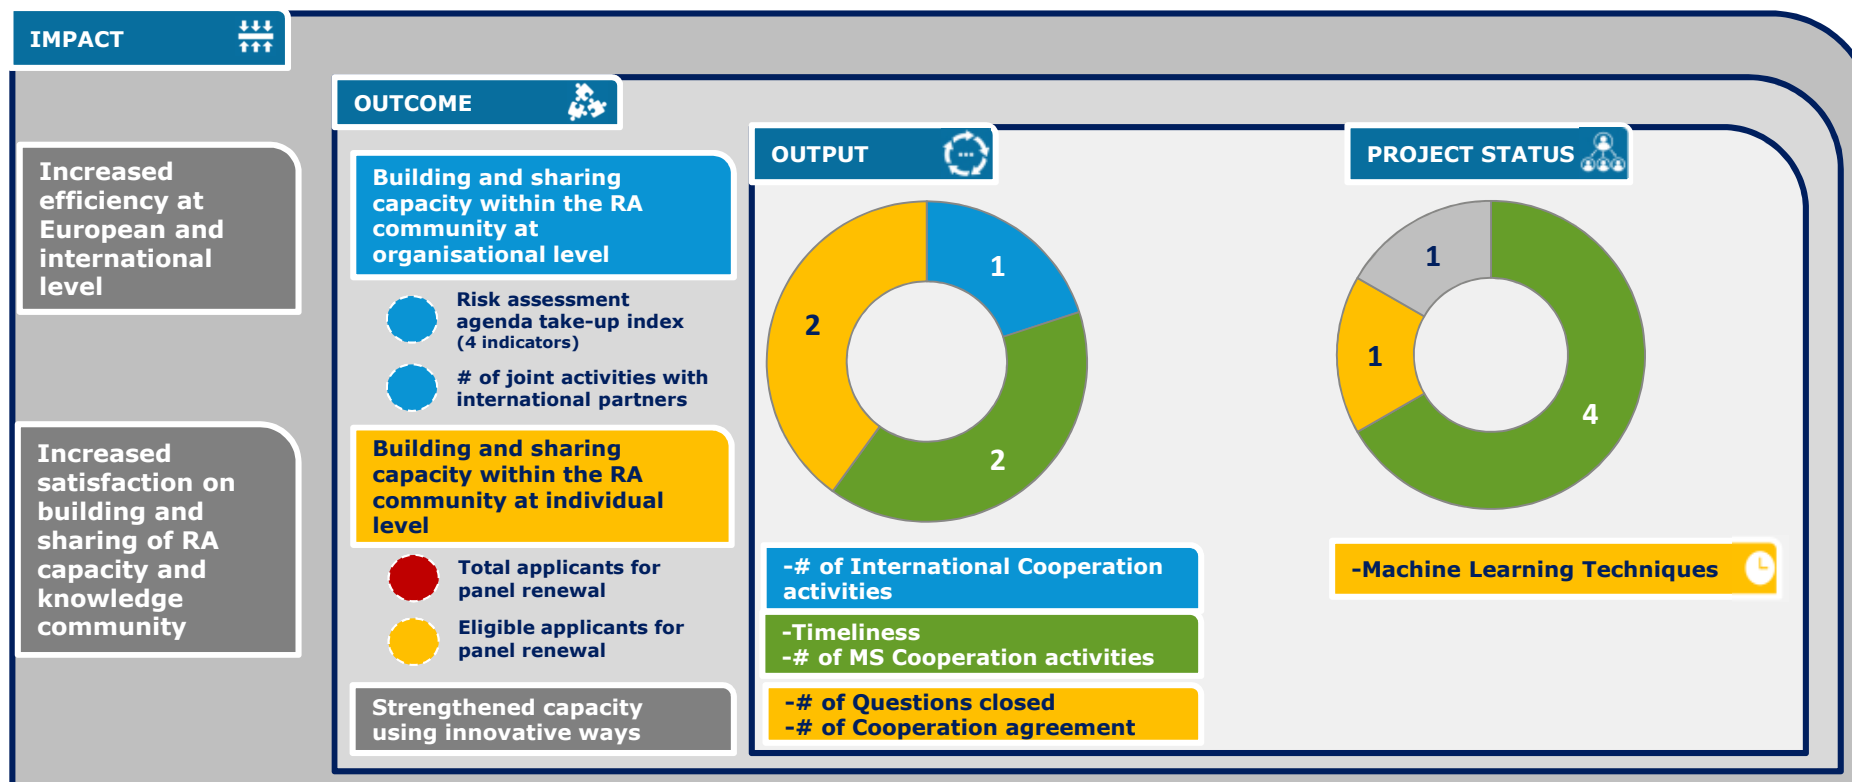 IMPACT
Increased
efficiency at
European and
international
level
Increased
satisfaction on
building and
sharing of RA
capacity and
knowledge
community
OUTCOME
Building and sharing
capacity within the RA
community at
organisational level
Risk assessment
agenda take-up index
(4 indicators)
# of joint activities with
international partners
Building and sharing
capacity within the RA
community at individual
level
Total applicants for
panel renewal
Eligible applicants for
panel renewal
Strengthened capacity
using innovative ways
OUTPUT
1
2
2
-# of International Cooperation
activities
-Timeliness
-# of MS Cooperation activities
-# of Questions closed
-# of Cooperation agreement
PROJECT STATUS
1
1
4
-Machine Learning Techniques